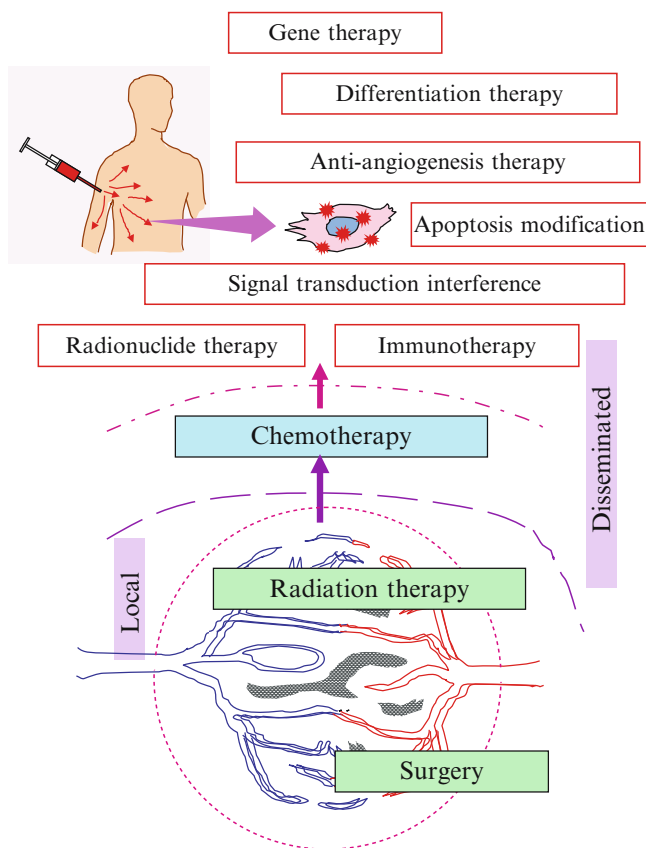 Gene therapy
Differentiation therapy
Anti-angiogenesis therapy
Apoptosis modification
Signal transduction interference
Radionuclide therapy
Immunotherapy
Chemotherapy
Disseminated
Local
Radiation therapy
Surgery